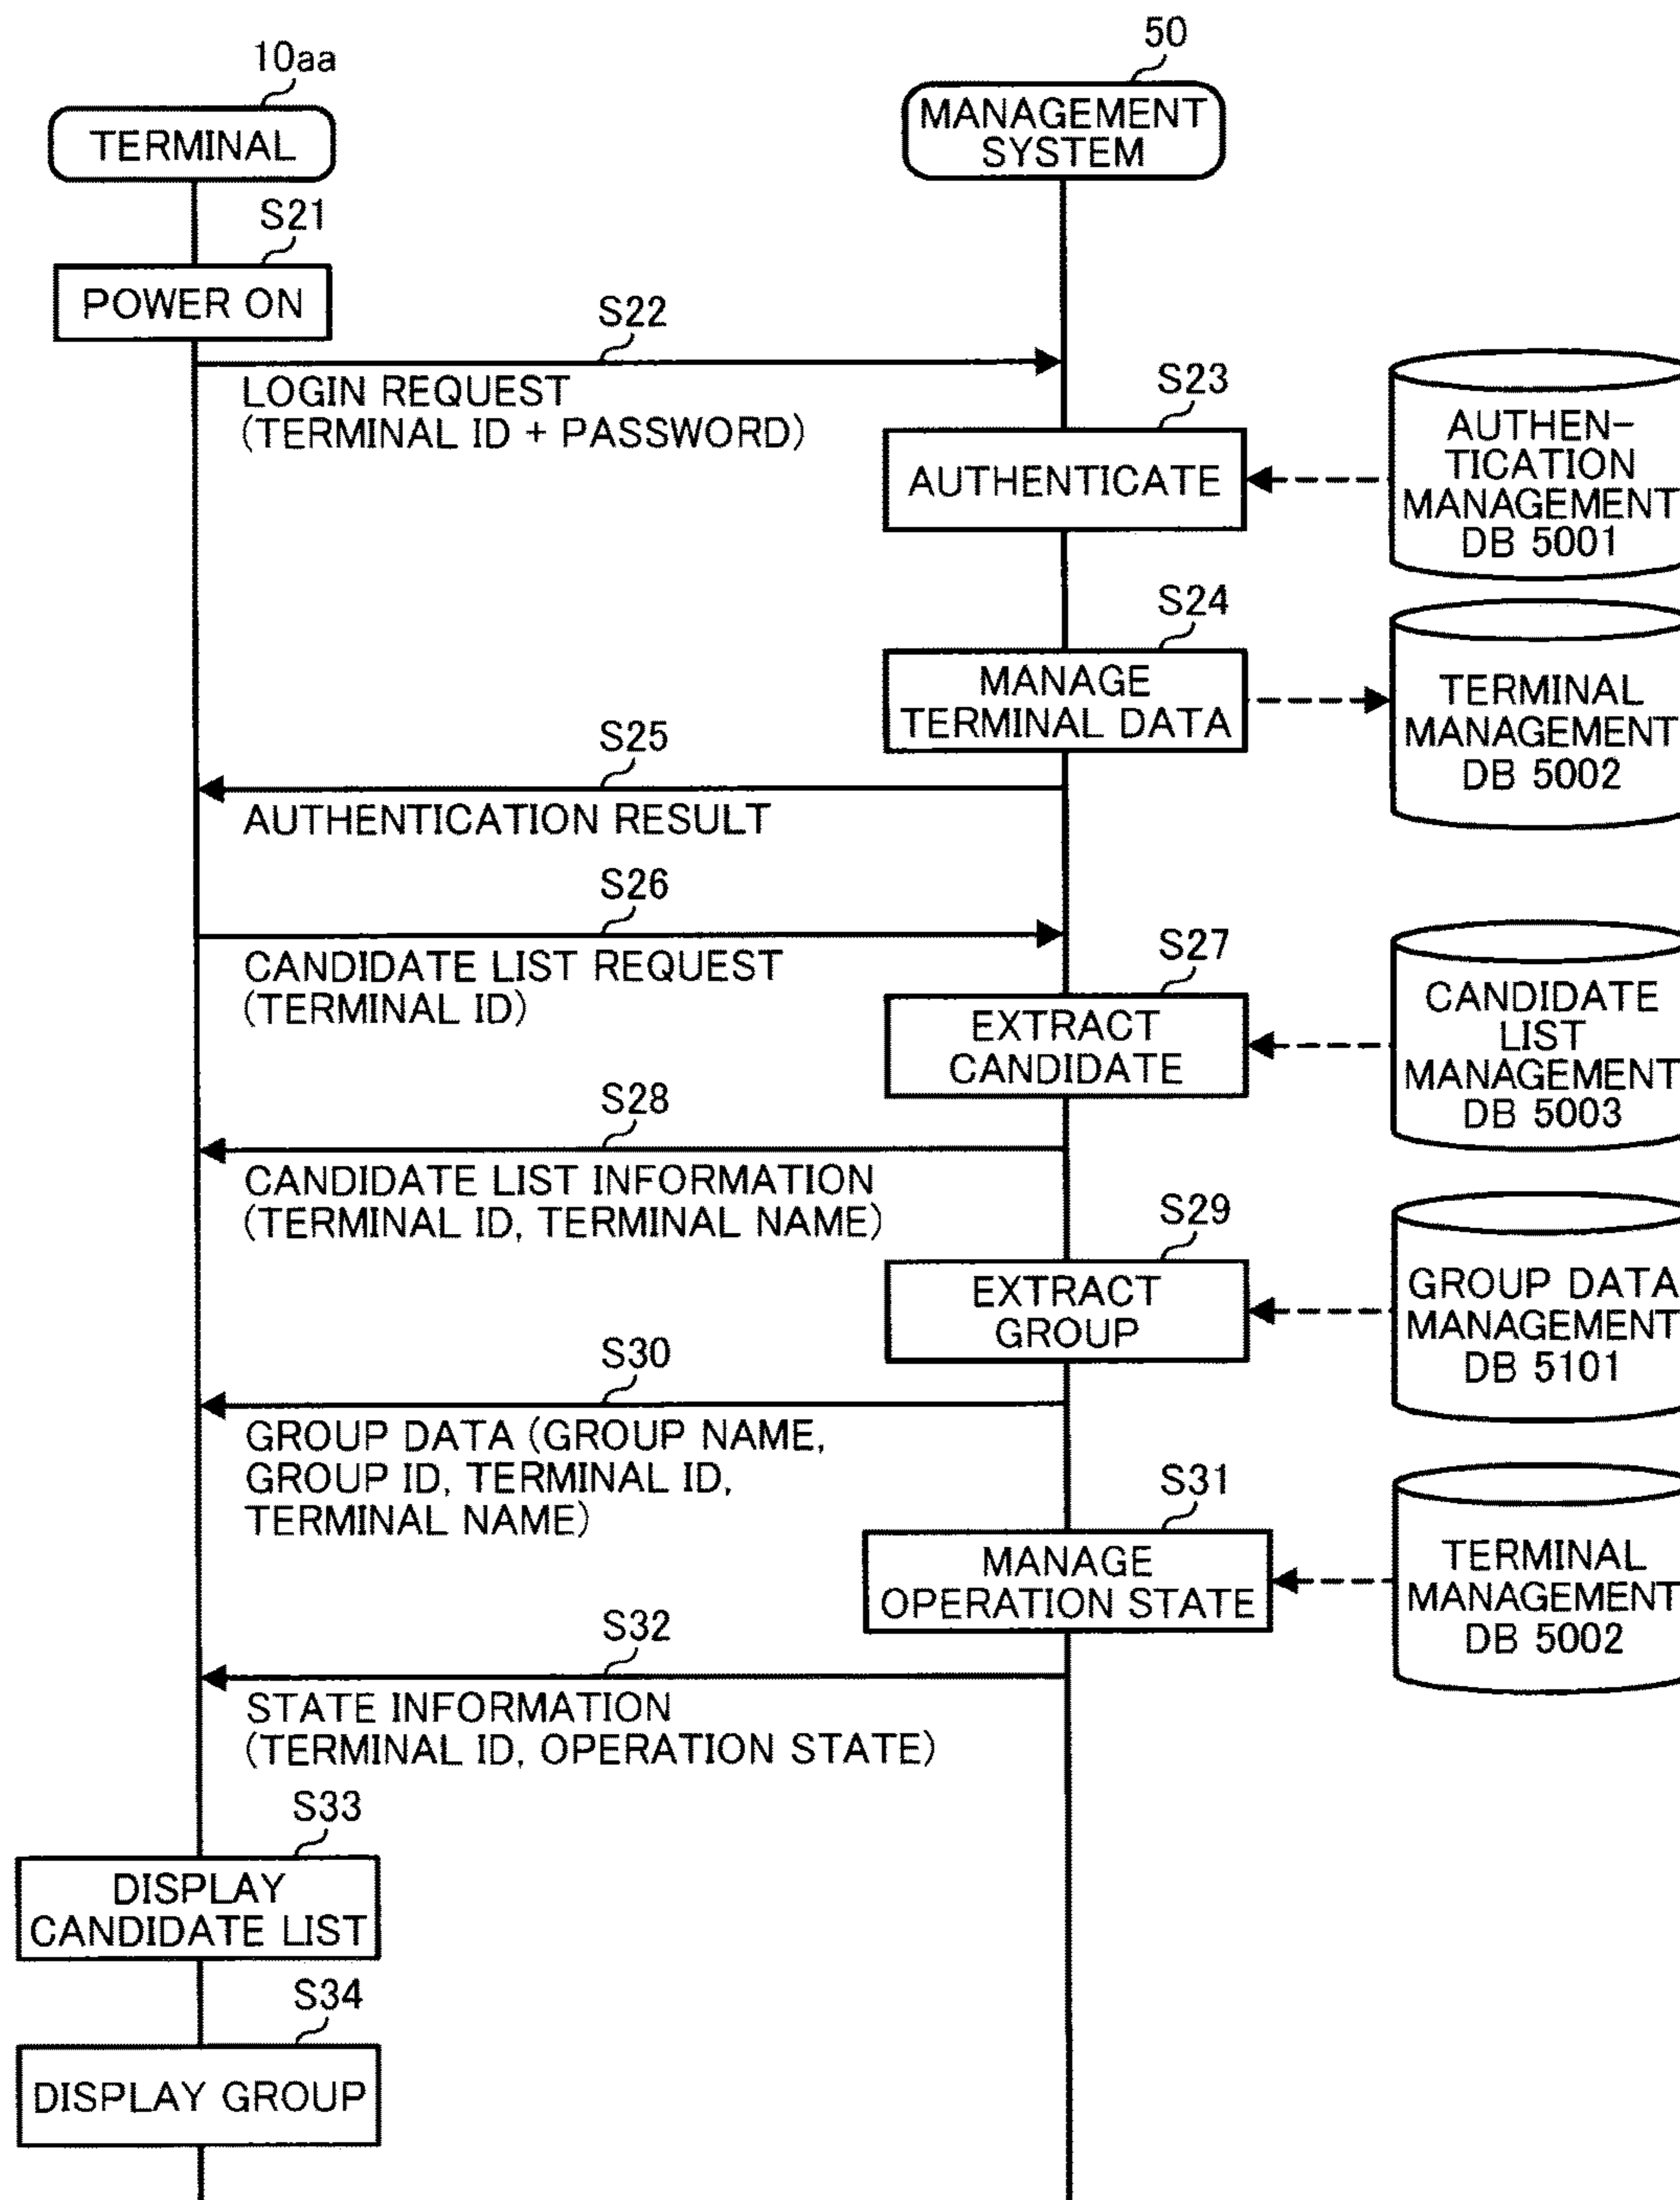 10aa
50
TERMINAL
MANAGEMENT
SYSTEM
S21
POWER ON
S22
LOGIN REQUEST
(TERMINAL ID + PASSWORD)
S23
AUTHENTICATE
AUTHEN-
TICATION
MANAGEMENT
DB 5001
S24
MANAGE
TERMINAL DATA
TERMINAL
MANAGEMENT
DB 5002
S25
AUTHENTICATION RESULT
S26
CANDIDATE LIST REQUEST
(TERMINAL ID)
S27
EXTRACT
CANDIDATE
CANDIDATE
LIST
MANAGEMENT
DB 5003
S28
CANDIDATE LIST INFORMATION
(TERMINAL ID, TERMINAL NAME)
S29
EXTRACT
GROUP
GROUP DATA
MANAGEMENT
DB 5101
S30
GROUP DATA (GROUP NAME,
GROUP ID, TERMINAL ID,
TERMINAL NAME)
S31
MANAGE
OPERATION STATE
TERMINAL
MANAGEMENT
DB 5002
S32
STATE INFORMATION
(TERMINAL ID, OPERATION STATE)
S33
DISPLAY
CANDIDATE LIST
S34
DISPLAY GROUP